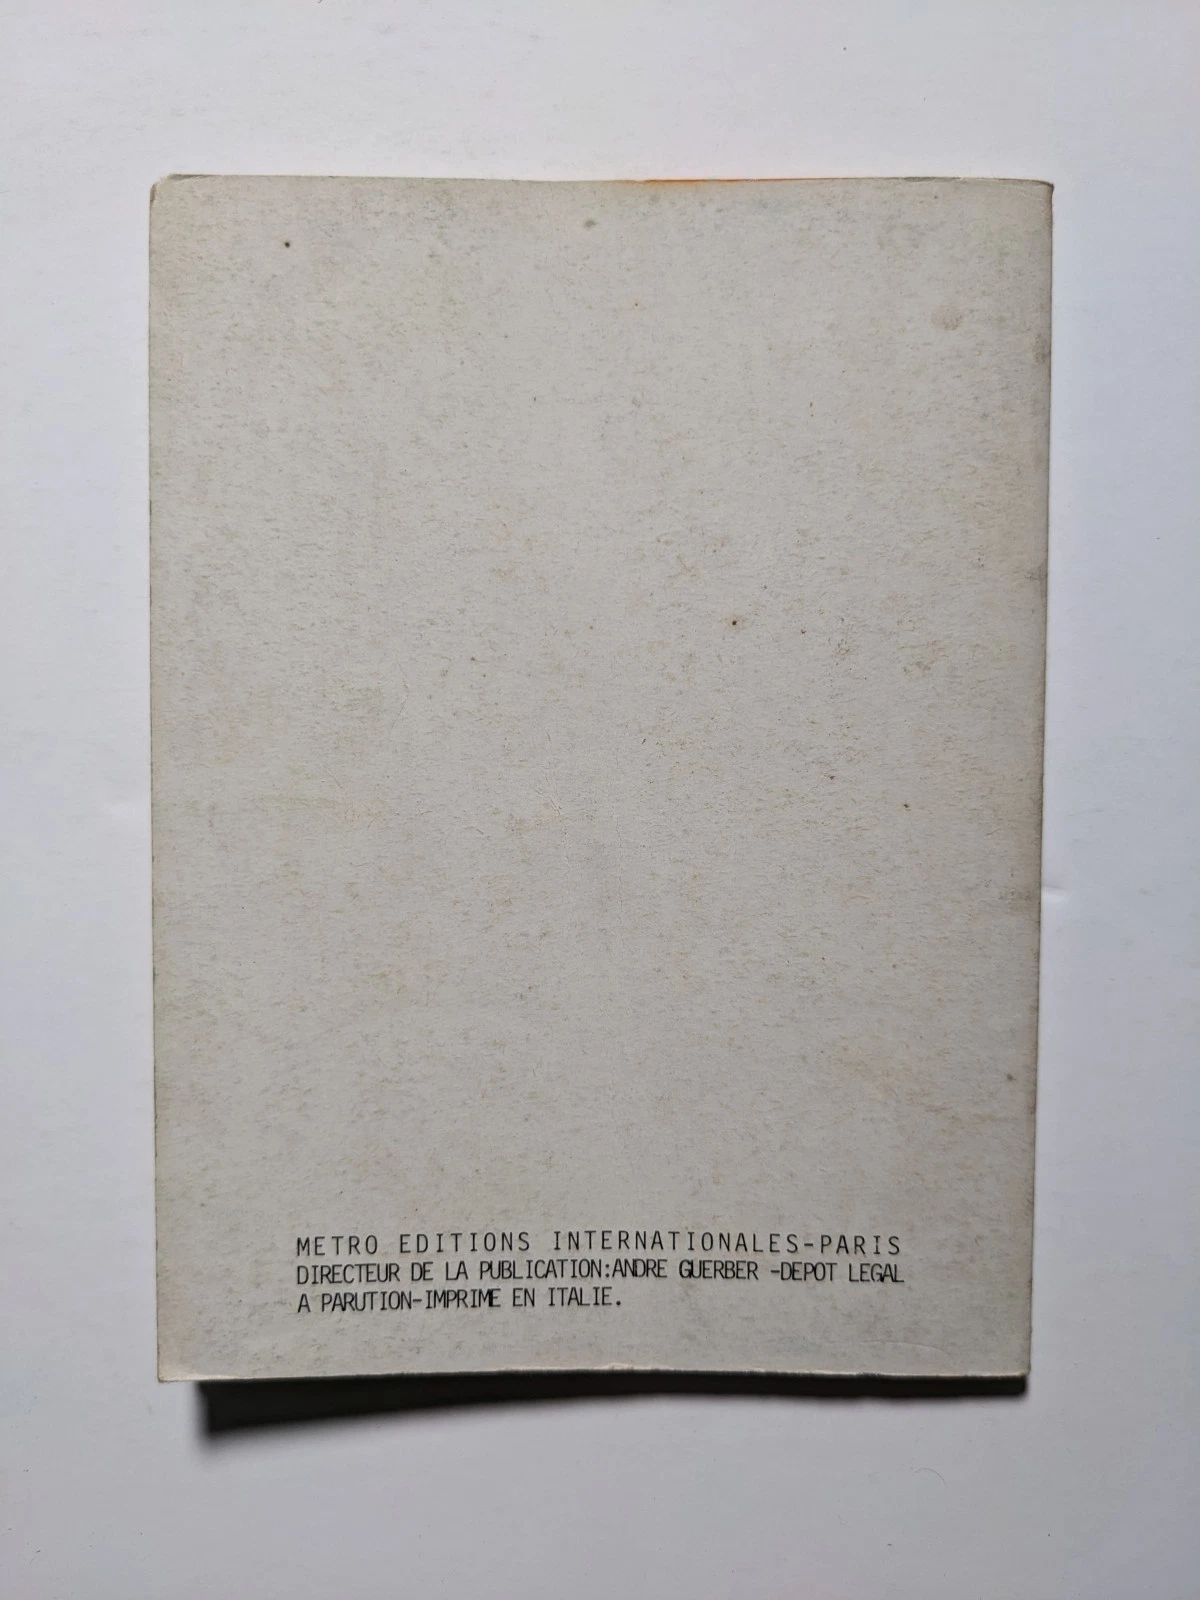 METRO EDITIONS INTERNATIONALES-PARIS
DIRECTEUR DE LA PUBLICATION:ANDRE GUERBER -DEPOT LEGAL
A PARUTION-IMPRIME EN ITALIE.